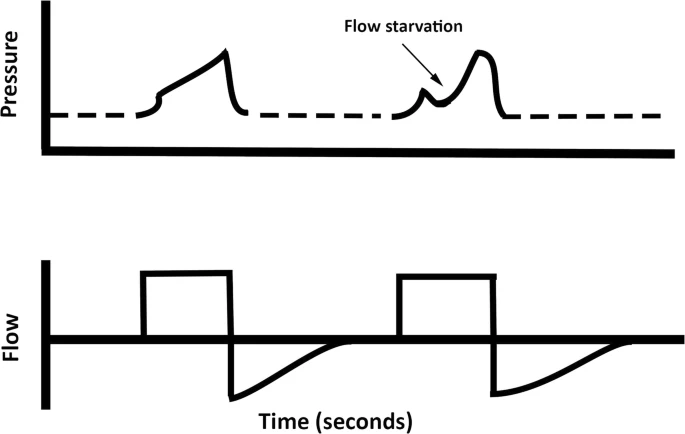 Flow starvation
Pressure
Flow
Time (seconds)